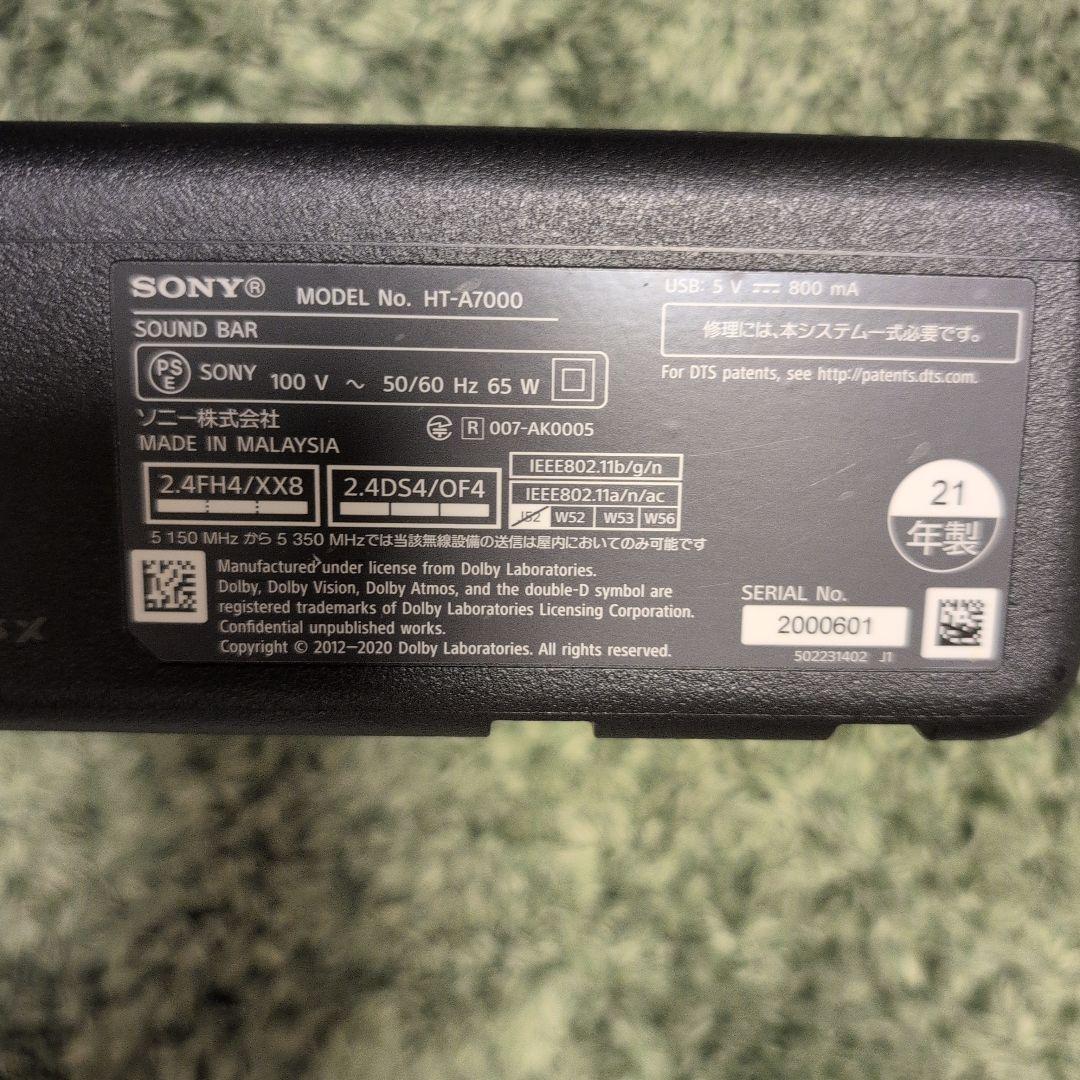 SONY®
MODEL No. HT-A7000
SOUND BAR
PS E SONY 100 V ～ 50/60 Hz 65 W
ソニー株式会社
MADE IN MALAYSIA
R 007-AK0005
2.4FH4/XX8
2.4DS4/OF4
IEEE802.11b/g/n
IEEE802.11a/n/ac
J52 W52 W53 W56
5 150 MHz から 5 350 MHzでは当該無線設備の送信は屋内においてのみ可能です
Manufactured under license from Dolby Laboratories.
Dolby, Dolby Vision, Dolby Atmos, and the double-D symbol are
registered trademarks of Dolby Laboratories Licensing Corporation.
Confidential unpublished works.
Copyright © 2012—2020 Dolby Laboratories. All rights reserved.
USB: 5 V ⎓ 800 mA
修理には、本システム一式必要です。
For DTS patents, see http://patents.dts.com.
21
年製
SERIAL No.
2000601
502231402 J1